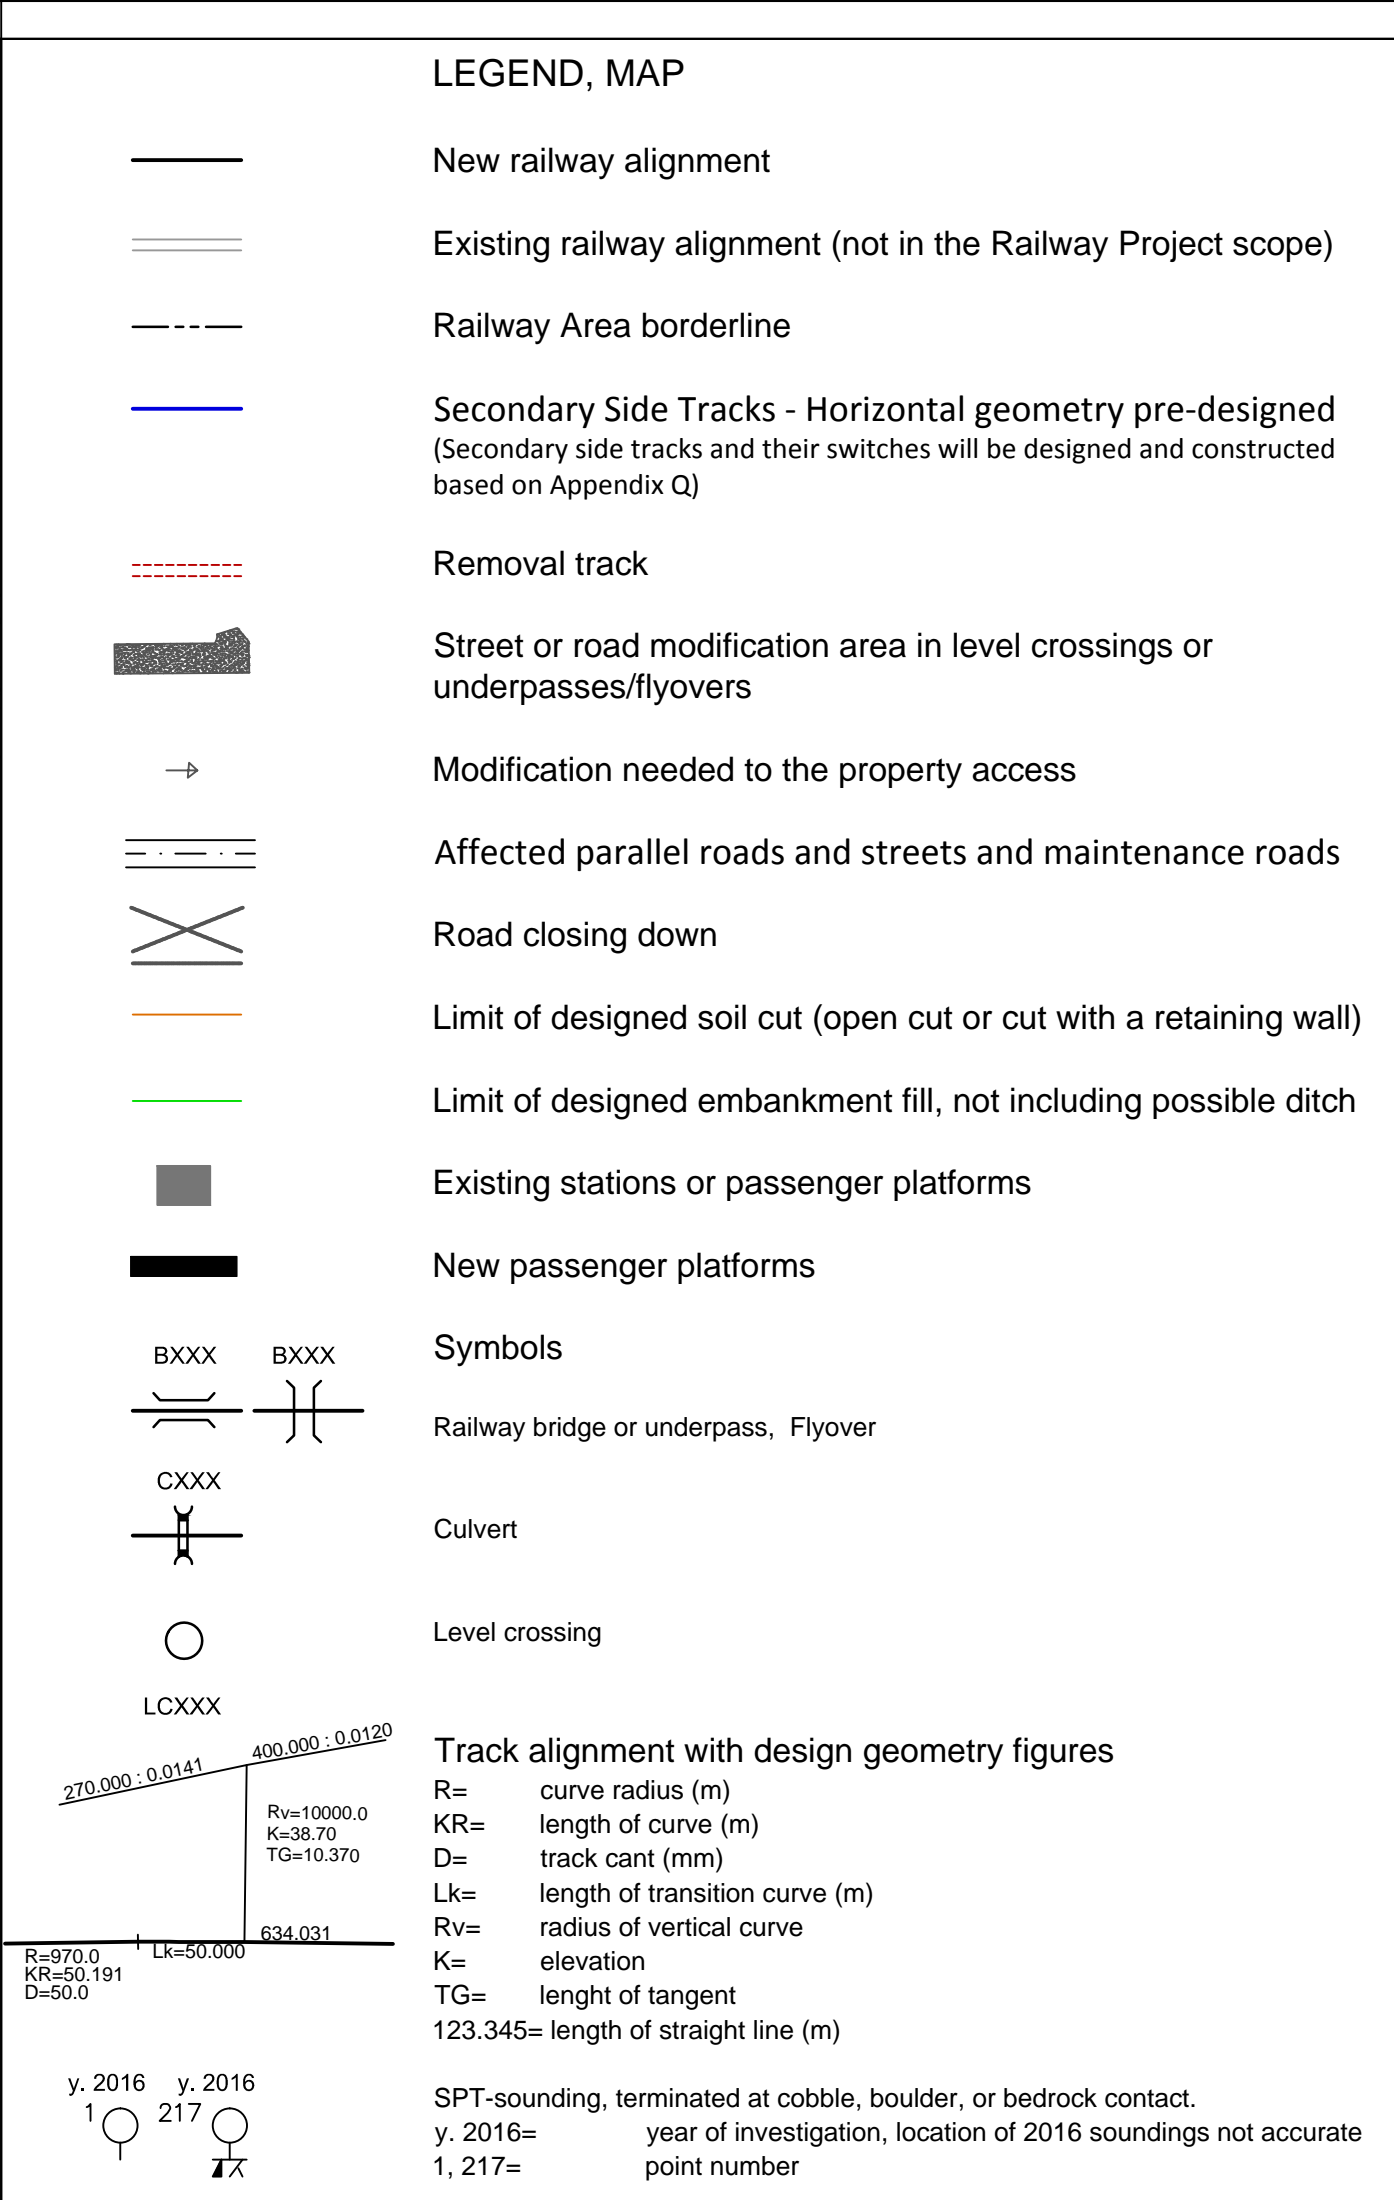 LEGEND, MAP
New railway alignment
Existing railway alignment (not in the Railway Project scope)
Railway Area borderline
Secondary Side Tracks - Horizontal geometry pre-designed
(Secondary side tracks and their switches will be designed and constructed
based on Appendix Q)
Removal track
Street or road modification area in level crossings or
underpasses/flyovers
Modification needed to the property access
Affected parallel roads and streets and maintenance roads
Road closing down
Limit of designed soil cut (open cut or cut with a retaining wall)
Limit of designed embankment fill, not including possible ditch
Existing stations or passenger platforms
New passenger platforms
Symbols
BXXX BXXX
Railway bridge or underpass, Flyover
CXXX
Culvert
Level crossing
LCXXX
270.000 : 0.0141
400.000 : 0.0120
Rv=10000.0
K=38.70
TG=10.370
634.031
R=970.0
KR=50.191
D=50.0
Lk=50.000
Track alignment with design geometry figures
R= curve radius (m)
KR= length of curve (m)
D= track cant (mm)
Lk= length of transition curve (m)
Rv= radius of vertical curve
K= elevation
TG= lenght of tangent
123.345= length of straight line (m)
y. 2016 y. 2016
1 217
SPT-sounding, terminated at cobble, boulder, or bedrock contact.
y. 2016= year of investigation, location of 2016 soundings not accurate
1, 217= point number